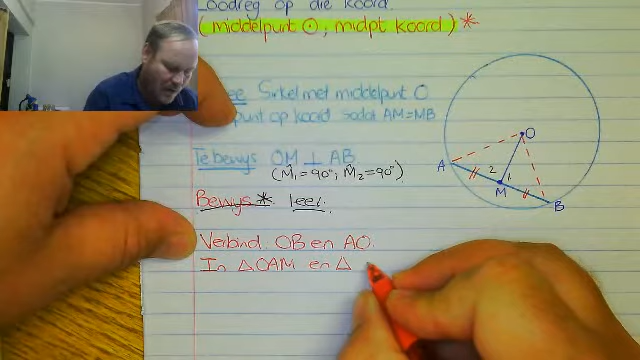 Loodreg op die koord.
(middelpunt ⊙, midpt koord)*
Sirkel met middelpunt O
punt op koord sodat AM=MB
Te bewys OM ⊥ AB
(M̂₁=90°, M̂₂=90°)
Bewys* leer.
Verbind OB en AO.
In △OAM en △
O
A
2
1
M
B